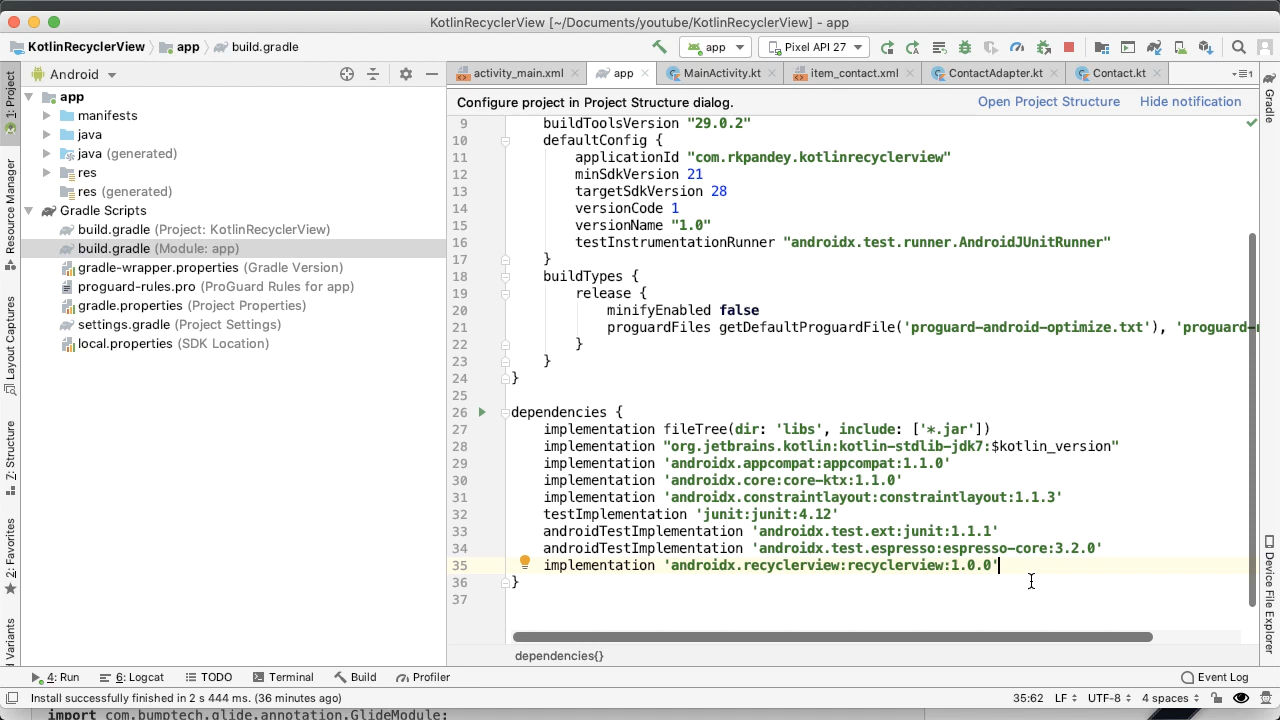 KotlinRecyclerView [~/Documents/youtube/KotlinRecyclerView] - app
KotlinRecyclerView app build.gradle app Pixel API 27
Android activity_main.xml app MainActivity.kt item_contact.xml ContactAdapter.kt Contact.kt
Configure project in Project Structure dialog. Open Project Structure Hide notification
1: Project
Resource Manager
Layout Captures
Z: Structure
2: Favorites
Variants
app
manifests
java
java (generated)
res
res (generated)
Gradle Scripts
build.gradle (Project: KotlinRecyclerView)
build.gradle (Module: app)
gradle-wrapper.properties (Gradle Version)
proguard-rules.pro (ProGuard Rules for app)
gradle.properties (Project Properties)
settings.gradle (Project Settings)
local.properties (SDK Location)
9 buildToolsVersion "29.0.2"
10 defaultConfig {
11 applicationId "com.rkpandey.kotlinrecyclerview"
12 minSdkVersion 21
13 targetSdkVersion 28
14 versionCode 1
15 versionName "1.0"
16 testInstrumentationRunner "androidx.test.runner.AndroidJUnitRunner"
17 }
18 buildTypes {
19 release {
20 minifyEnabled false
21 proguardFiles getDefaultProguardFile('proguard-android-optimize.txt'), 'proguard-
22 }
23 }
24 }
25
26 dependencies {
27 implementation fileTree(dir: 'libs', include: ['*.jar'])
28 implementation "org.jetbrains.kotlin:kotlin-stdlib-jdk7:$kotlin_version"
29 implementation 'androidx.appcompat:appcompat:1.1.0'
30 implementation 'androidx.core:core-ktx:1.1.0'
31 implementation 'androidx.constraintlayout:constraintlayout:1.1.3'
32 testImplementation 'junit:junit:4.12'
33 androidTestImplementation 'androidx.test.ext:junit:1.1.1'
34 androidTestImplementation 'androidx.test.espresso:espresso-core:3.2.0'
35 implementation 'androidx.recyclerview:recyclerview:1.0.0'
36 }
37
dependencies{}
Gradle
Device File Explorer
4: Run 6: Logcat TODO Terminal Build Profiler Event Log
Install successfully finished in 2 s 444 ms. (36 minutes ago) 35:62 LF UTF-8 4 spaces
import com.bumptech.glide.annotation.GlideModule;